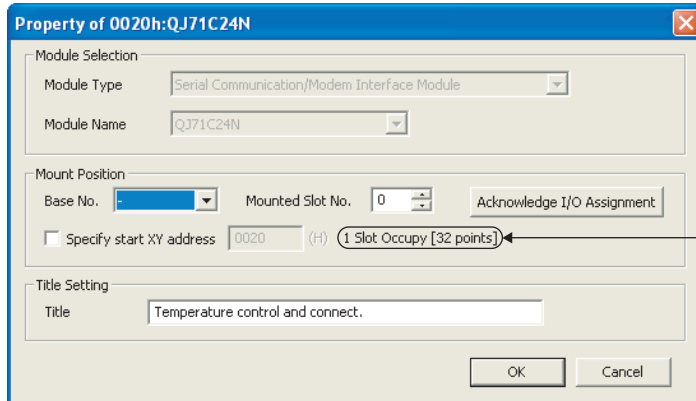 Property of 0020h:QJ71C24N
Module Selection
Module Type Serial Communication/Modem Interface Module
Module Name QJ71C24N
Mount Position
Base No. - Mounted Slot No. 0 Acknowledge I/O Assignment
Specify start XY address 0020 (H) 1 Slot Occupy [32 points]
Title Setting
Title Temperature control and connect.
OK Cancel